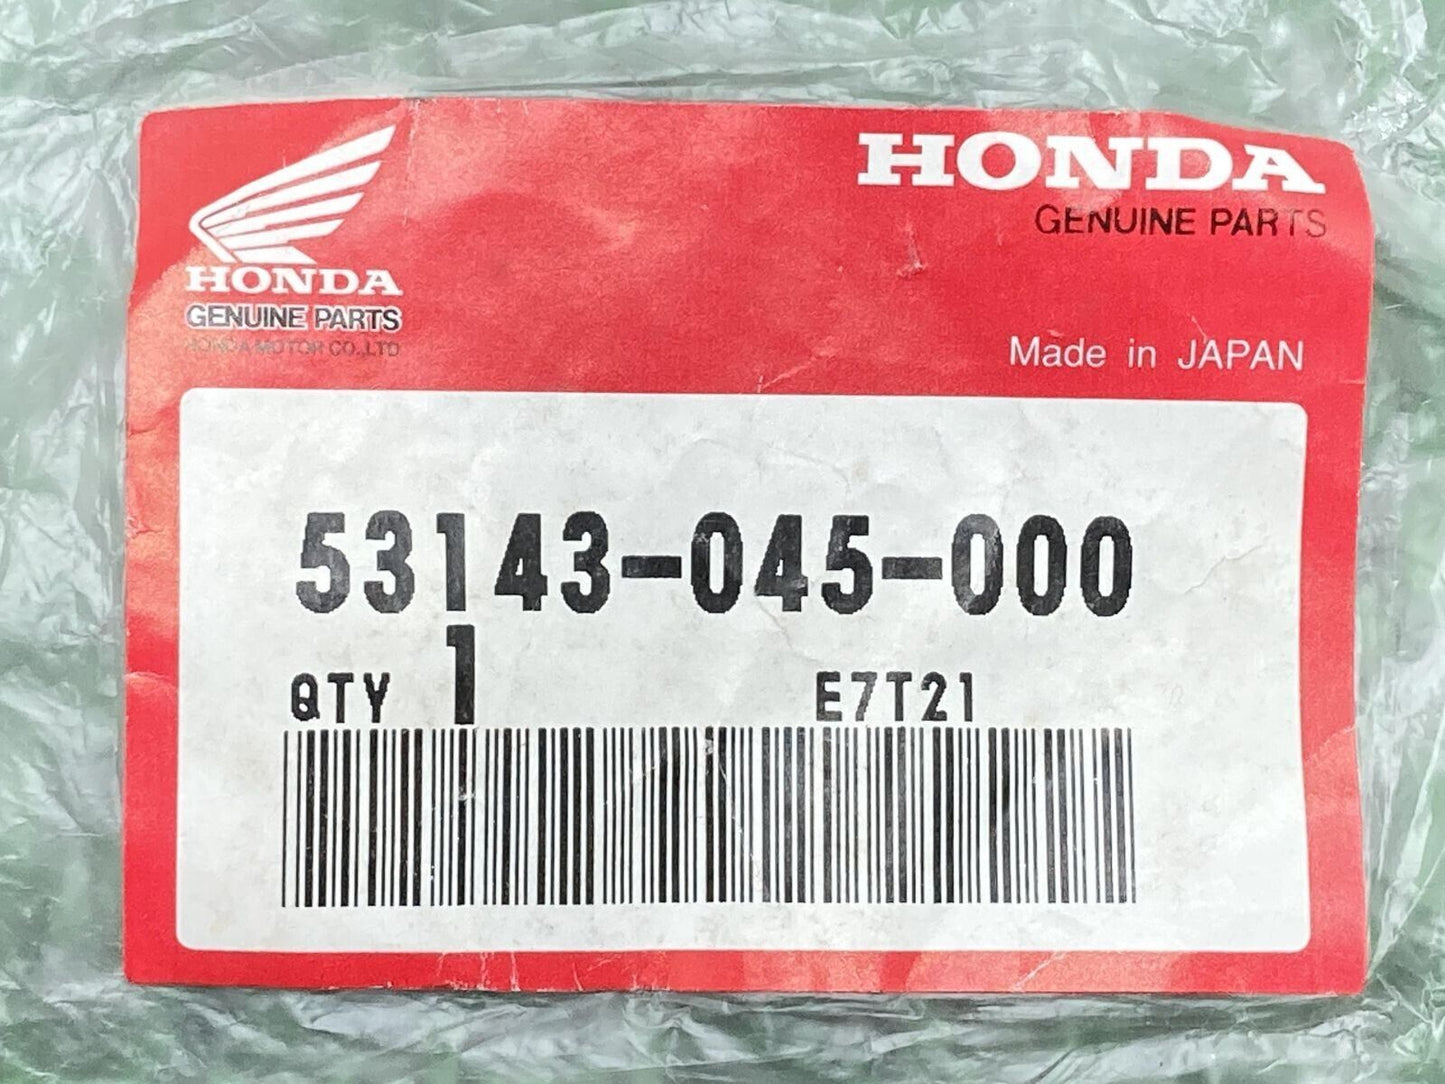 HONDA
GENUINE PARTS
HONDA
GENUINE PARTS
HONDA MOTOR CO.,LTD
Made in JAPAN
53143-045-000
QTY 1 E7T21